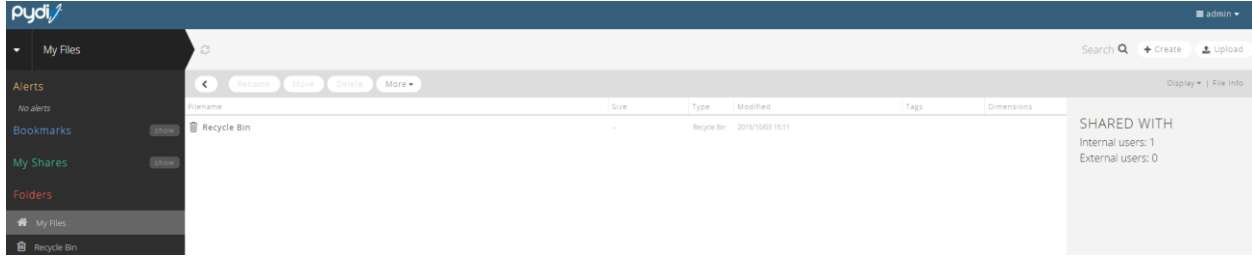 Pydi
admin
My Files
Search Create Upload
Alerts
Rename Move Delete More
Display | File Info
No alerts
Filename Size Type Modified Tags Dimensions
Bookmarks show
Recycle Bin - Recycle Bin 2015/10/03 15:11
SHARED WITH
Internal users: 1
External users: 0
My Shares show
Folders
My Files
Recycle Bin